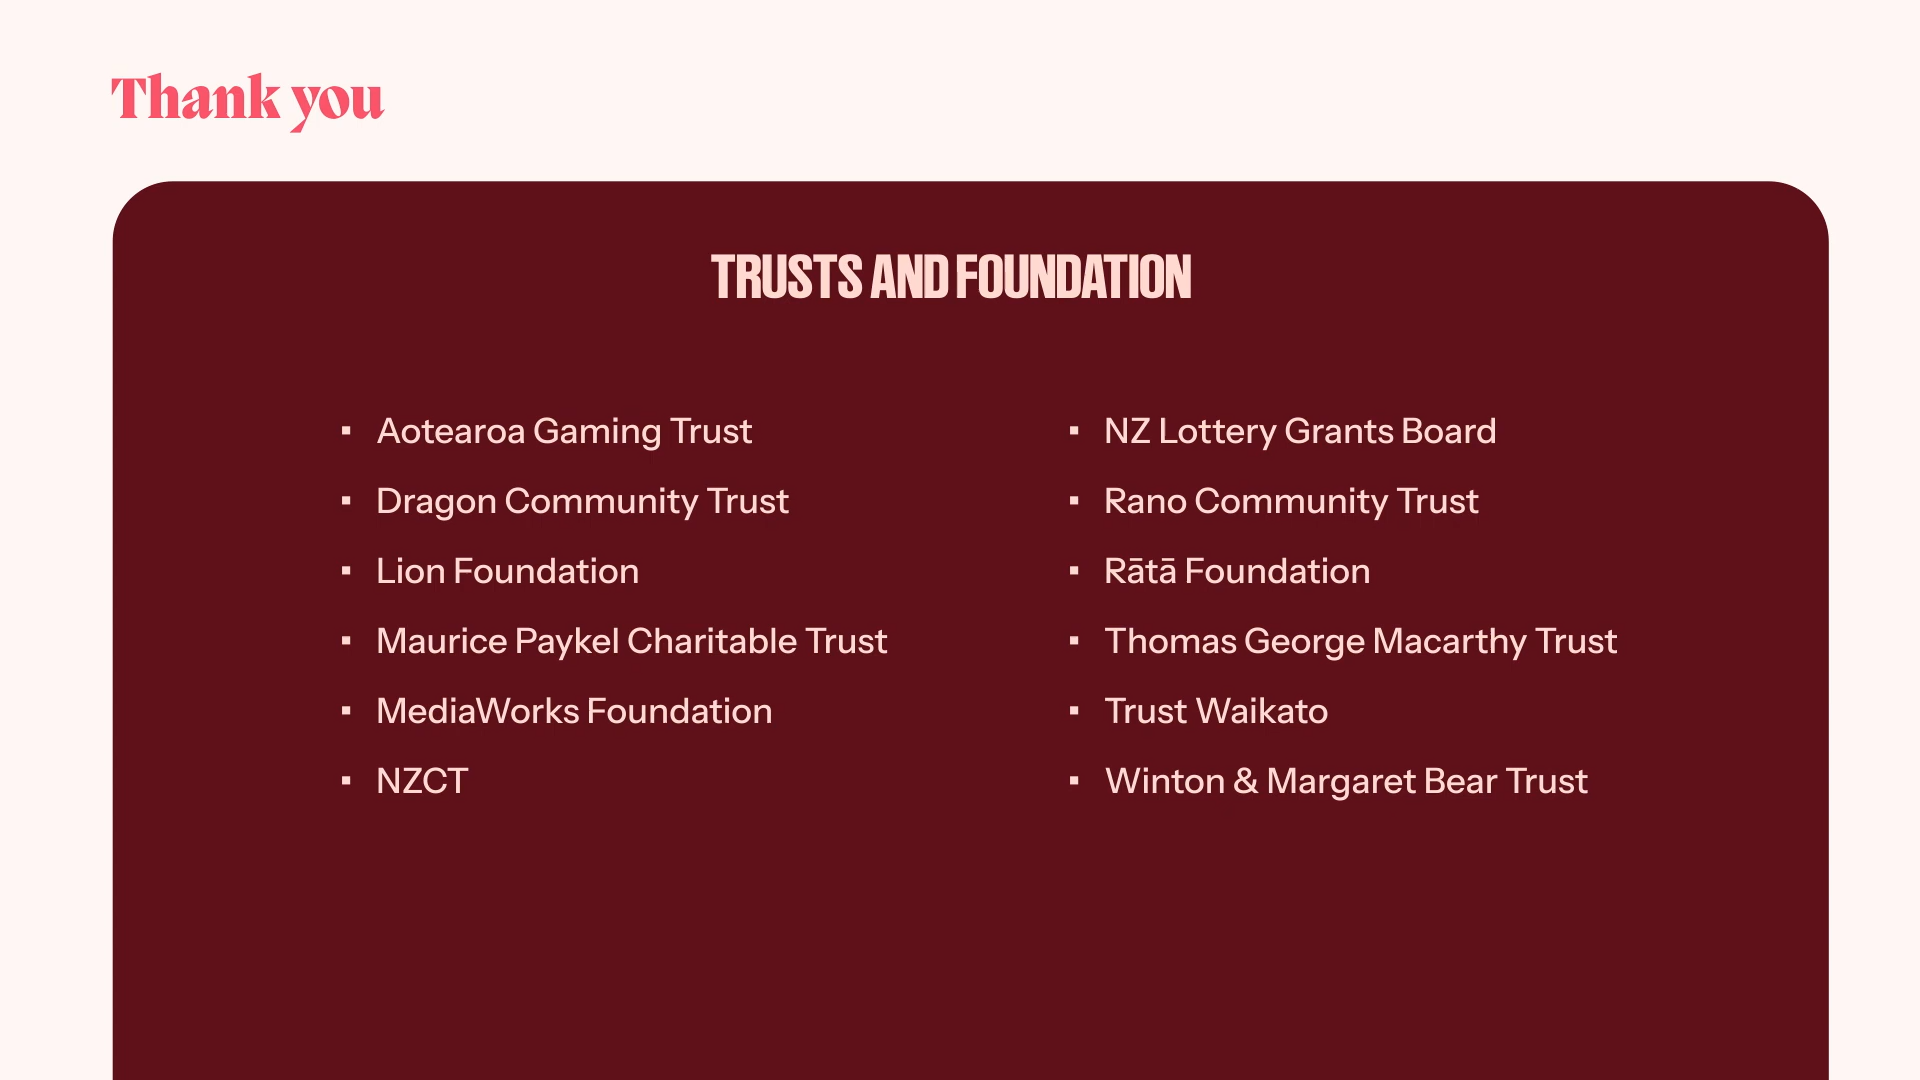 Thank you
TRUSTS AND FOUNDATION
▪ Aotearoa Gaming Trust
▪ Dragon Community Trust
▪ Lion Foundation
▪ Maurice Paykel Charitable Trust
▪ MediaWorks Foundation
▪ NZCT
▪ NZ Lottery Grants Board
▪ Rano Community Trust
▪ Rātā Foundation
▪ Thomas George Macarthy Trust
▪ Trust Waikato
▪ Winton & Margaret Bear Trust